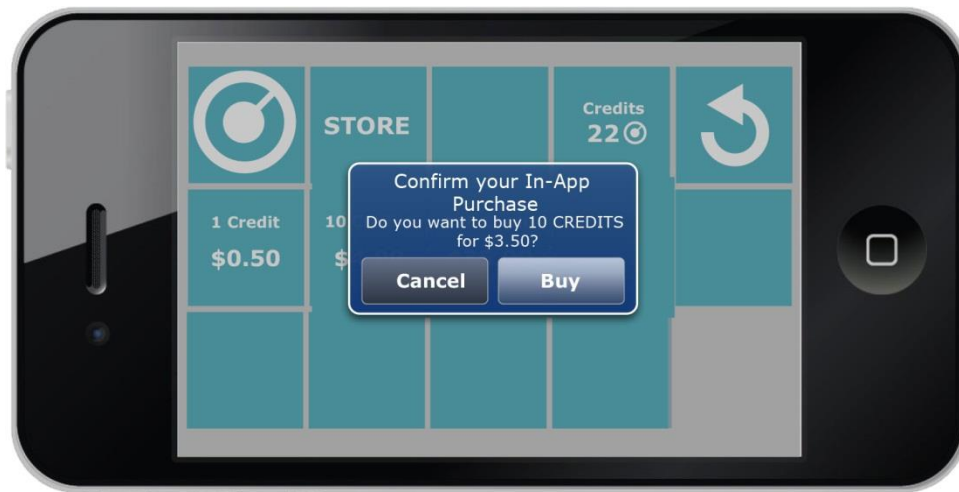 STORE
Credits
22
1 Credit
$0.50
10
$
Confirm your In-App
Purchase
Do you want to buy 10 CREDITS
for $3.50?
Cancel
Buy